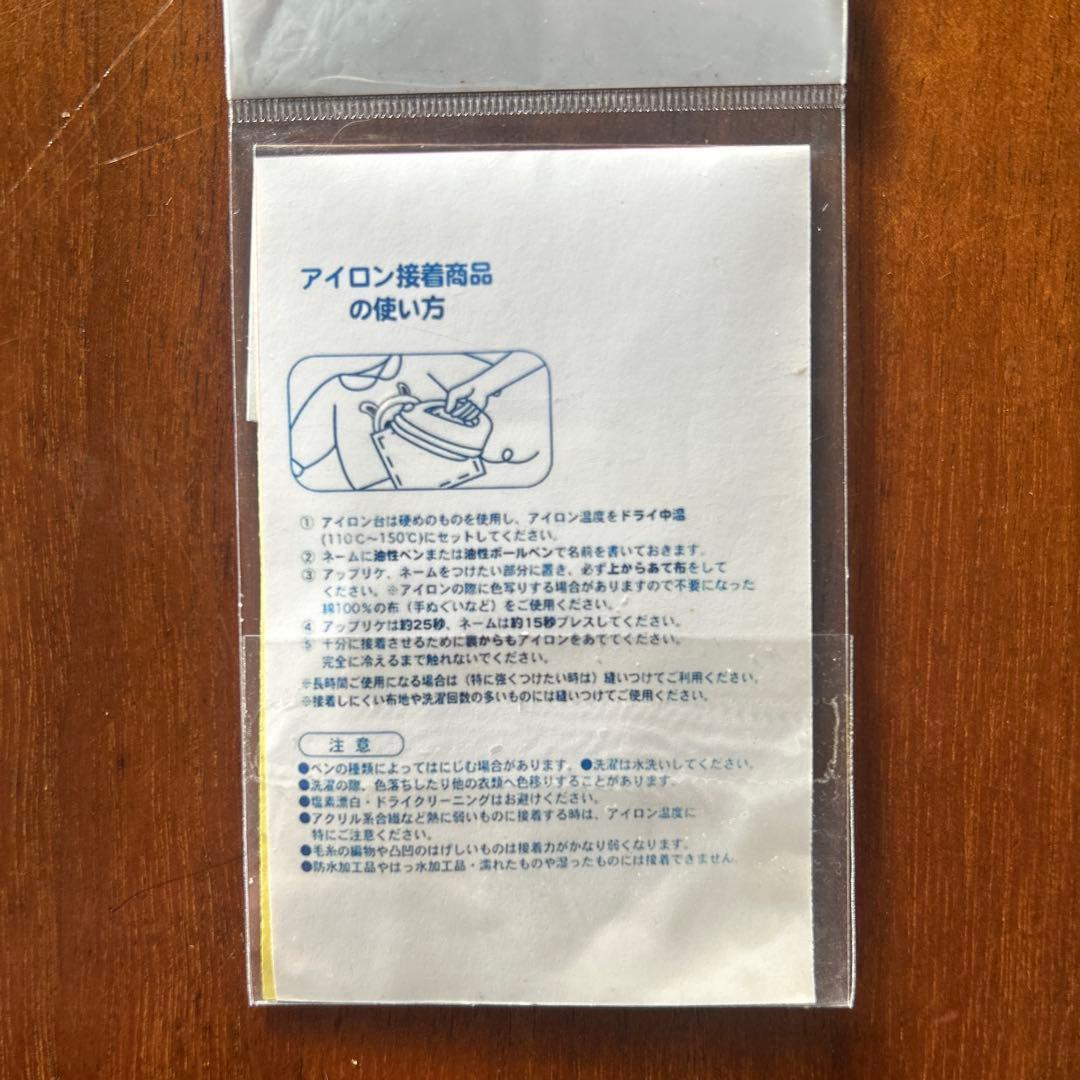 アイロン接着商品
の使い方
① アイロン台は硬めのものを使用し、アイロン温度をドライ中温
(110℃〜150℃)にセットしてください。
② ネームに油性ペンまたは油性ボールペンで名前を書いておきます。
③ アップリケ、ネームをつけたい部分に置き、必ず上からあて布をして
ください。※アイロンの際に色写りする場合がありますので不要になった
綿100%の布（手ぬぐいなど）をご使用ください。
④ アップリケは約25秒、ネームは約15秒プレスしてください。
5 十分に接着させるために裏からもアイロンをあててください。
完全に冷えるまで触れないでください。
※長時間ご使用になる場合は（特に強くつけたい時は）縫いつけてご利用ください。
※接着しにくい布地や洗濯回数の多いものには縫いつけてご使用ください。
注意
●ペンの種類によってはにじむ場合があります。●洗濯は水洗いしてください。
●洗濯の際、色落ちしたり他の衣類へ色移りすることがあります。
●塩素漂白・ドライクリーニングはお避けください。
●アクリル系合繊など熱に弱いものに接着する時は、アイロン温度に
特にご注意ください。
●毛糸の編物や凸凹のはげしいものは接着力がかなり弱くなります。
●防水加工品やはっ水加工品・濡れたものや湿ったものには接着できません。